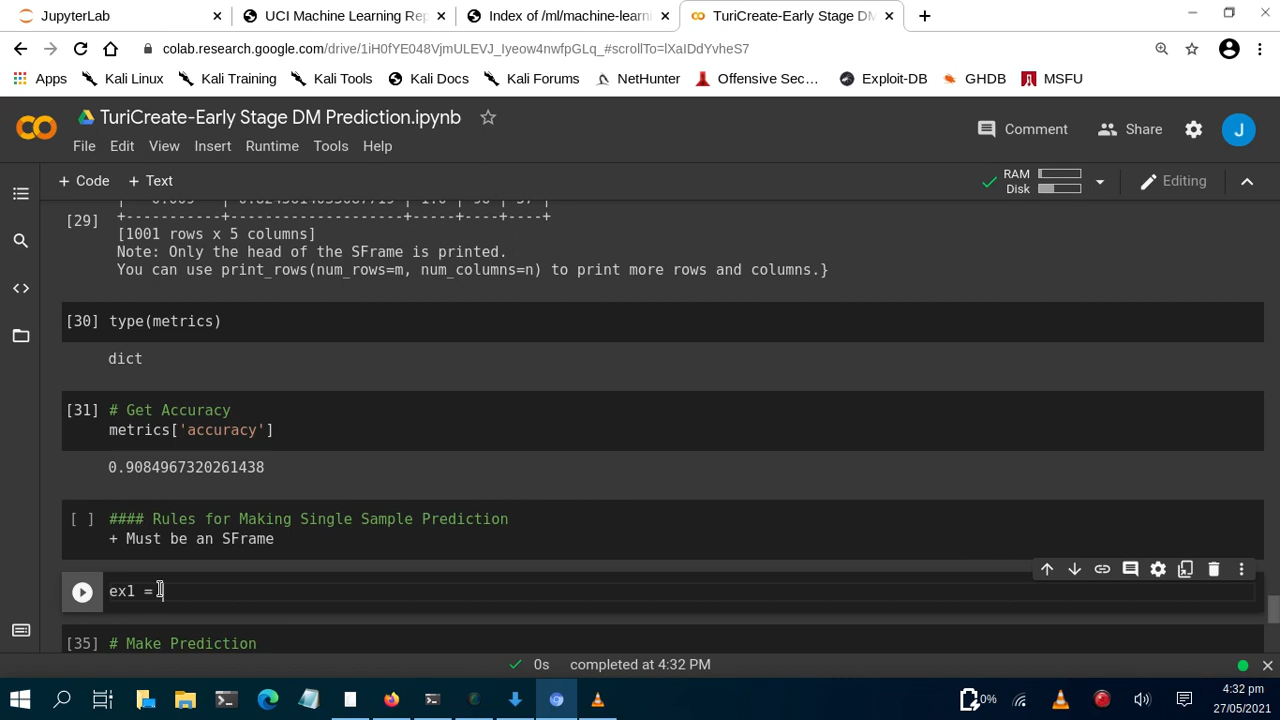 JupyterLab
UCI Machine Learning Rep
Index of /ml/machine-learni
TuriCreate-Early Stage DM
colab.research.google.com/drive/1iH0fYE048VjmULEVJ_Iyeow4nwfpGLq_#scrollTo=lXaIDdYvheS7
Apps Kali Linux Kali Training Kali Tools Kali Docs Kali Forums NetHunter Offensive Sec... Exploit-DB GHDB MSFU
TuriCreate-Early Stage DM Prediction.ipynb
Comment Share J
File Edit View Insert Runtime Tools Help
+ Code + Text
RAM
Disk
Editing
[29] +-----------+--------------------+-----+----+----+
[1001 rows x 5 columns]
Note: Only the head of the SFrame is printed.
You can use print_rows(num_rows=m, num_columns=n) to print more rows and columns.}
[30] type(metrics)
dict
[31] # Get Accuracy
metrics['accuracy']
0.9084967320261438
[ ] #### Rules for Making Single Sample Prediction
+ Must be an SFrame
ex1 =
[35] # Make Prediction
0s completed at 4:32 PM
0%
4:32 pm
27/05/2021